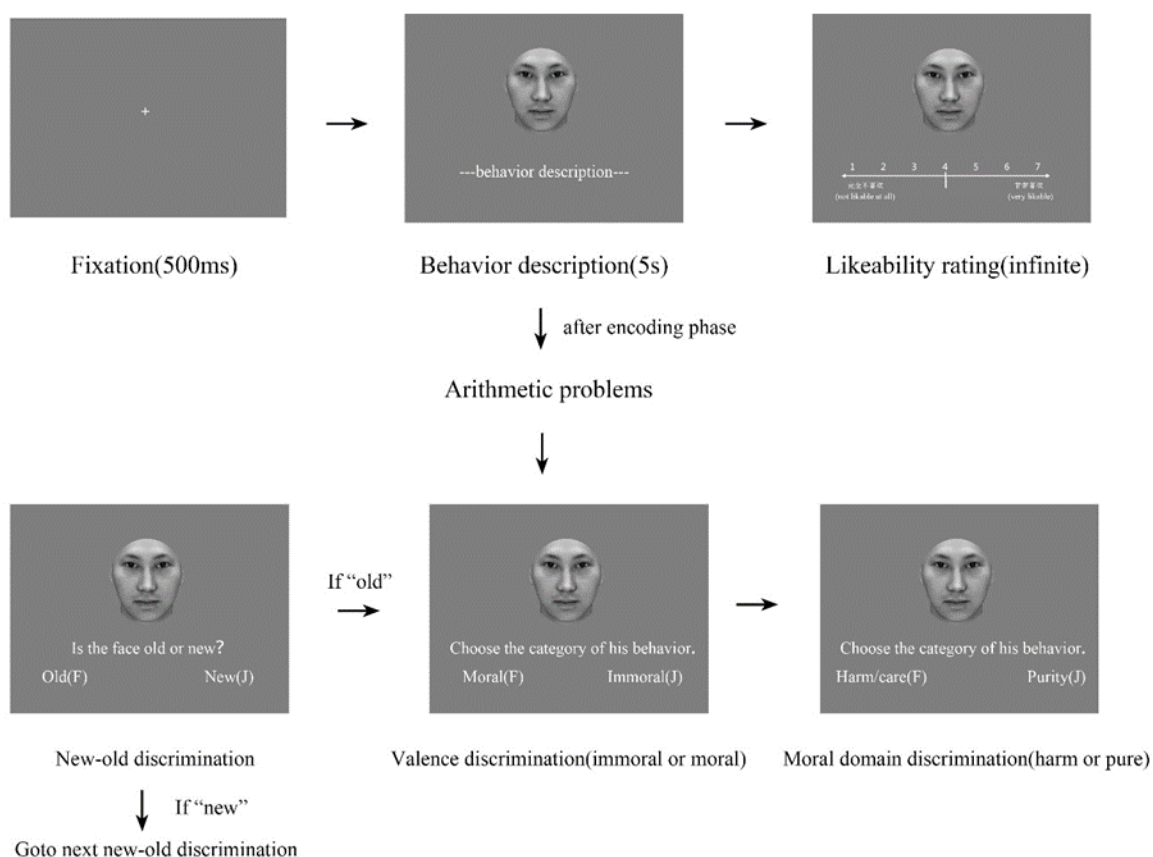 +
---behavior description---
1 2 3 4 5 6 7
(not likable at all) (very likable)
Fixation(500ms) Behavior description(5s) Likeability rating(infinite)
after encoding phase
Arithmetic problems
If “old”
Is the face old or new?
Old(F) New(J)
Choose the category of his behavior.
Moral(F) Immoral(J)
Choose the category of his behavior.
Harm/care(F) Purity(J)
New-old discrimination Valence discrimination(immoral or moral) Moral domain discrimination(harm or pure)
If “new”
Goto next new-old discrimination